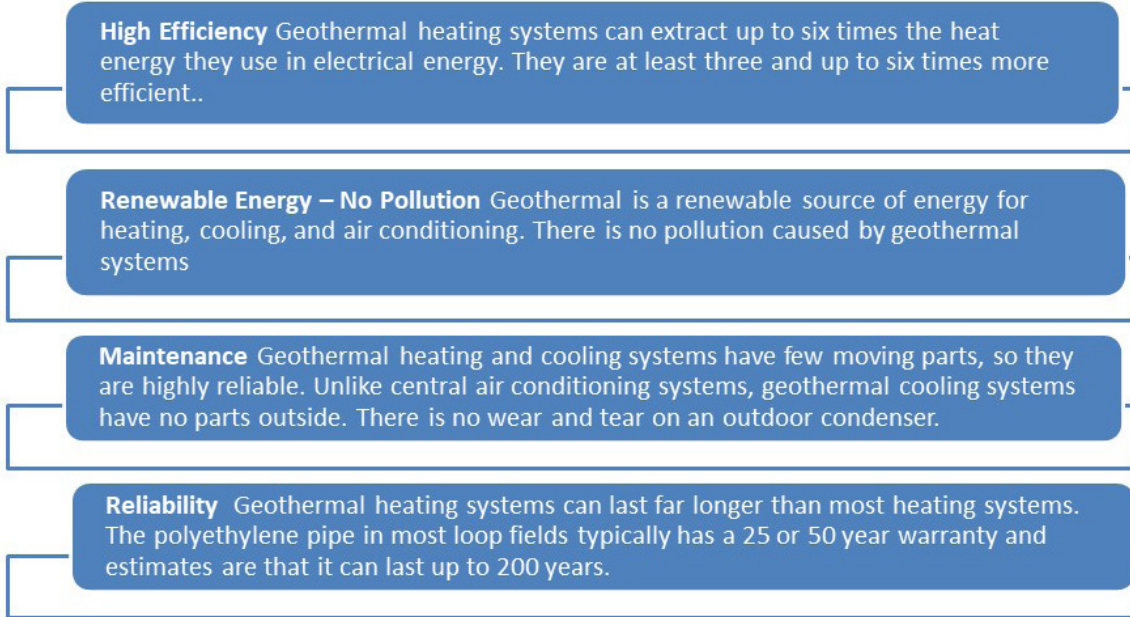 High Efficiency Geothermal heating systems can extract up to six times the heat
energy they use in electrical energy. They are at least three and up to six times more
efficient..
Renewable Energy – No Pollution Geothermal is a renewable source of energy for
heating, cooling, and air conditioning. There is no pollution caused by geothermal
systems
Maintenance Geothermal heating and cooling systems have few moving parts, so they
are highly reliable. Unlike central air conditioning systems, geothermal cooling systems
have no parts outside. There is no wear and tear on an outdoor condenser.
Reliability Geothermal heating systems can last far longer than most heating systems.
The polyethylene pipe in most loop fields typically has a 25 or 50 year warranty and
estimates are that it can last up to 200 years.